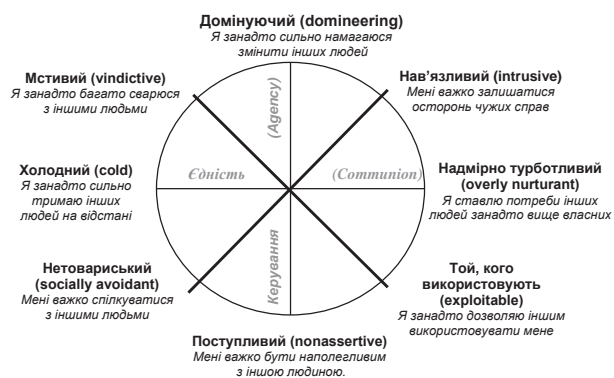 Домінуючий (domineering)
Я занадто сильно намагаюся
змінити інших людей
Мстивий (vindictive)
Я занадто багато сварюся
з іншими людьми
Нав’язливий (intrusive)
Мені важко залишатися
осторонь чужих справ
(Agency)
Холодний (cold)
Я занадто сильно
тримаю інших
людей на відстані
Єдність
(Communion)
Надмірно турботливий
(overly nurturant)
Я ставлю потреби інших
людей занадто вище власних
Керування
Нетовариський
(socially avoidant)
Мені важко спілкуватися
з іншими людьми
Той, кого
використовують
(exploitable)
Я занадто дозволяю іншим
використовувати мене
Поступливий (nonassertive)
Мені важко бути наполегливим
з іншою людиною.